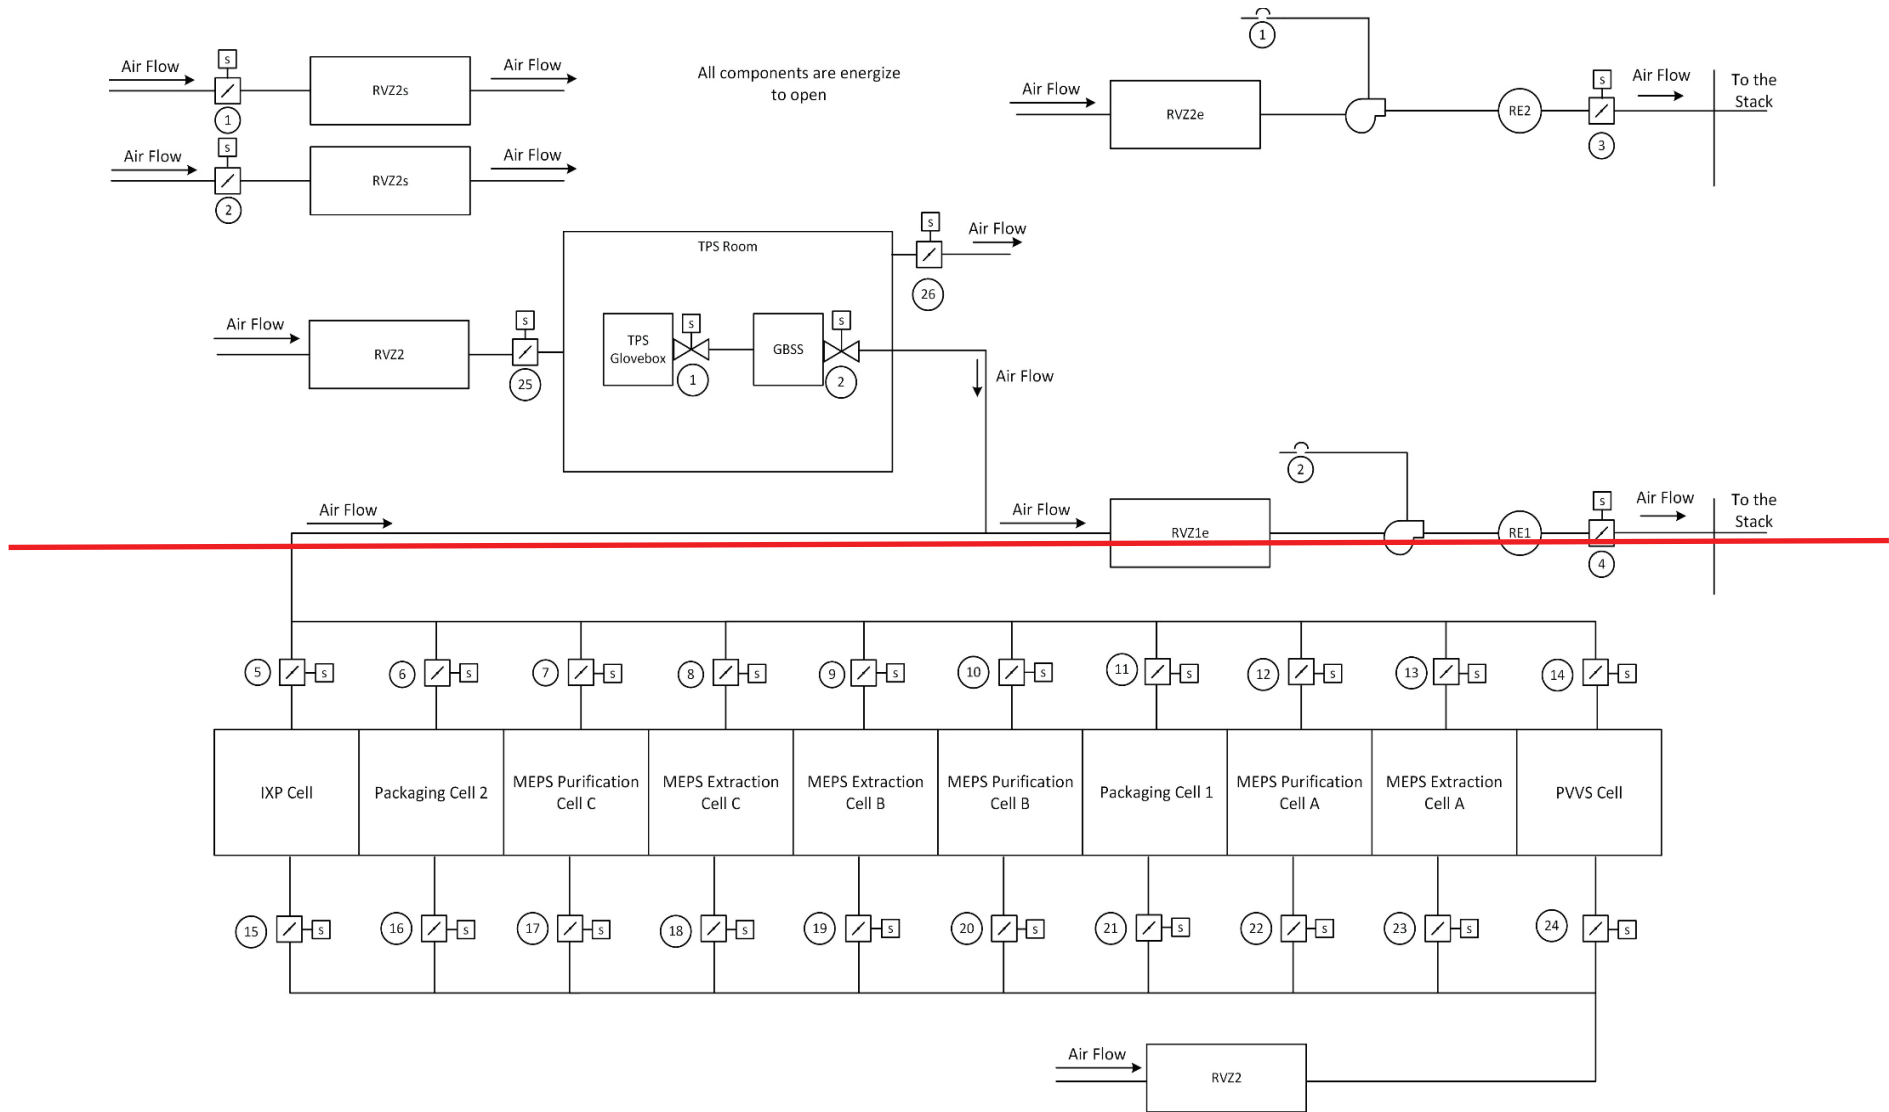 S
Air Flow
RVZ2s
Air Flow
1
S
Air Flow
RVZ2s
Air Flow
2
All components are energize
to open
1
Air Flow
RVZ2e
RE2
S
3
Air Flow
To the
Stack
TPS Room
S
26
Air Flow
Air Flow
RVZ2
S
25
TPS
Glovebox
S
1
GBSS
S
2
Air Flow
Air Flow
Air Flow
RVZ1e
2
RE1
S
4
Air Flow
To the
Stack
5
S
6
S
7
S
8
S
9
S
10
S
11
S
12
S
13
S
14
S
IXP Cell
Packaging Cell 2
MEPS Purification
Cell C
MEPS Extraction
Cell C
MEPS Extraction
Cell B
MEPS Purification
Cell B
Packaging Cell 1
MEPS Purification
Cell A
MEPS Extraction
Cell A
PVVS Cell
15
S
16
S
17
S
18
S
19
S
20
S
21
S
22
S
23
S
24
S
Air Flow
RVZ2